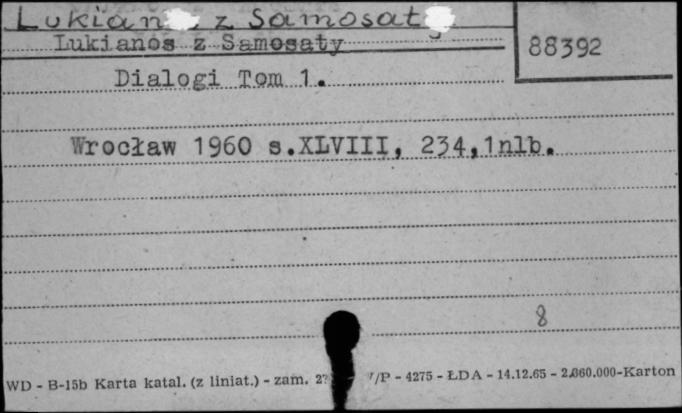 Lukian z Samosat
88392
Lukianos z Samosaty
Dialogi Tom 1.
Wrocław 1960 s.XLVIII, 234,1nlb.
8
WD - B-15b Karta katal. (z liniat.) - zam. /P - 4275 - ŁDA - 14.12.65 - 2.060.000-Karton